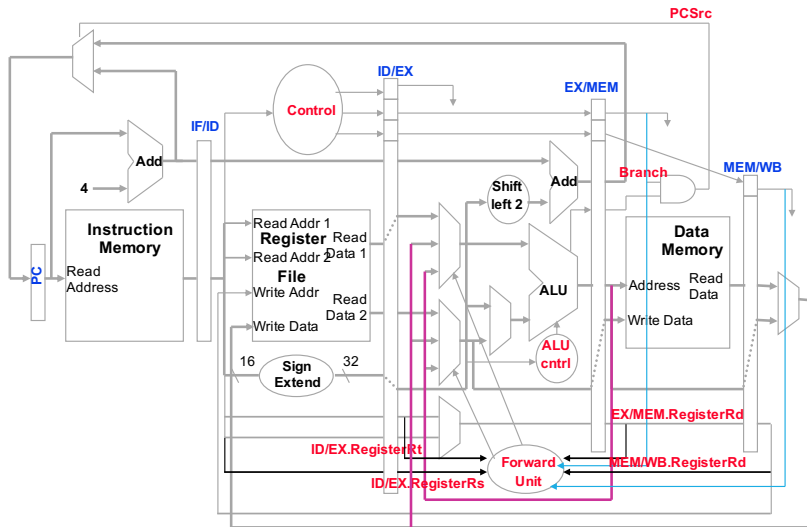 PCSrc
ID/EX
EX/MEM
Control
IF/ID
Add
4
Branch
MEM/WB
Shift
left 2
Add
Instruction
Memory
Read
Address
PC
Read Addr 1
Register
Read
Data 1
Read Addr 2
File
Write Addr
Read
Data 2
Write Data
ALU
Data
Memory
Address
Read
Data
Write Data
16
Sign
Extend
32
ALU
cntrl
EX/MEM.RegisterRd
ID/EX.RegisterRt
Forward
Unit
MEM/WB.RegisterRd
ID/EX.RegisterRs